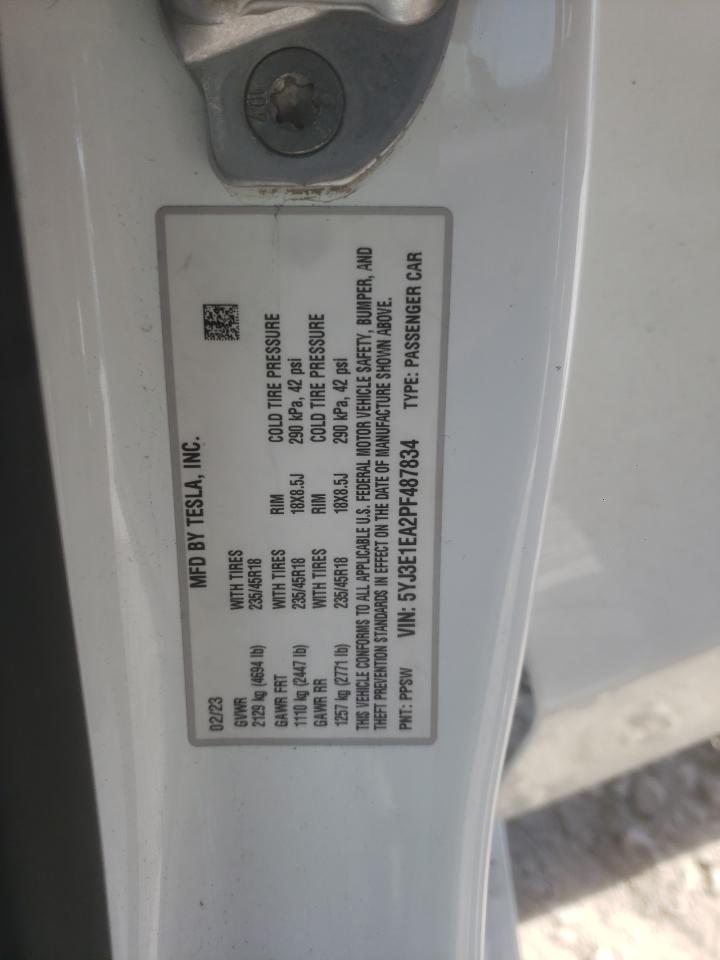 MFD BY TESLA, INC.
02/23
GVWR WITH TIRES
2129 kg (4694 lb) 235/45R18
GAWR FRT WITH TIRES RIM COLD TIRE PRESSURE
1110 kg (2447 lb) 235/45R18 18X8.5J 290 kPa, 42 psi
GAWR RR WITH TIRES RIM COLD TIRE PRESSURE
1257 kg (2771 lb) 235/45R18 18X8.5J 290 kPa, 42 psi
THIS VEHICLE CONFORMS TO ALL APPLICABLE U.S. FEDERAL MOTOR VEHICLE SAFETY, BUMPER, AND
THEFT PREVENTION STANDARDS IN EFFECT ON THE DATE OF MANUFACTURE SHOWN ABOVE.
PNT: PPSW VIN: 5YJ3E1EA2PF487834 TYPE: PASSENGER CAR